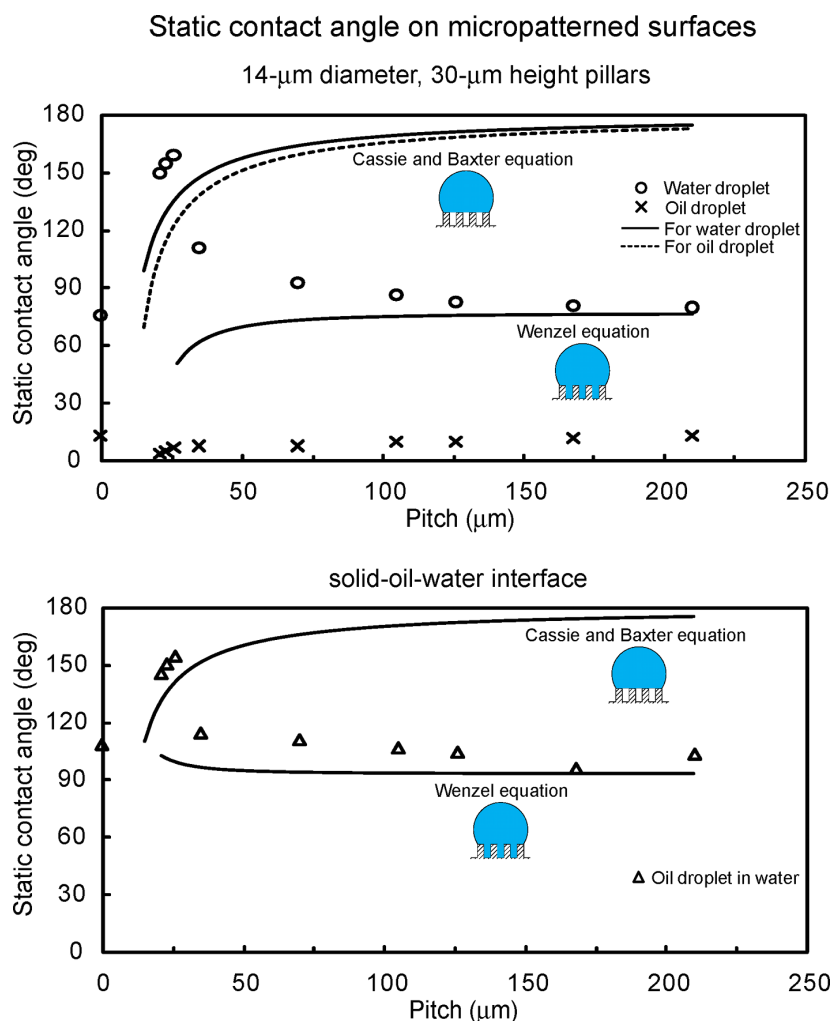 Static contact angle on micropatterned surfaces
14-μm diameter, 30-μm height pillars
Static contact angle (deg)
180
150
120
90
60
30
0
Cassie and Baxter equation
Water droplet
Oil droplet
For water droplet
For oil droplet
Wenzel equation
0
50
100
150
200
250
Pitch (μm)
solid-oil-water interface
Static contact angle (deg)
180
150
120
90
60
30
0
Cassie and Baxter equation
Wenzel equation
Oil droplet in water
0
50
100
150
200
250
Pitch (μm)